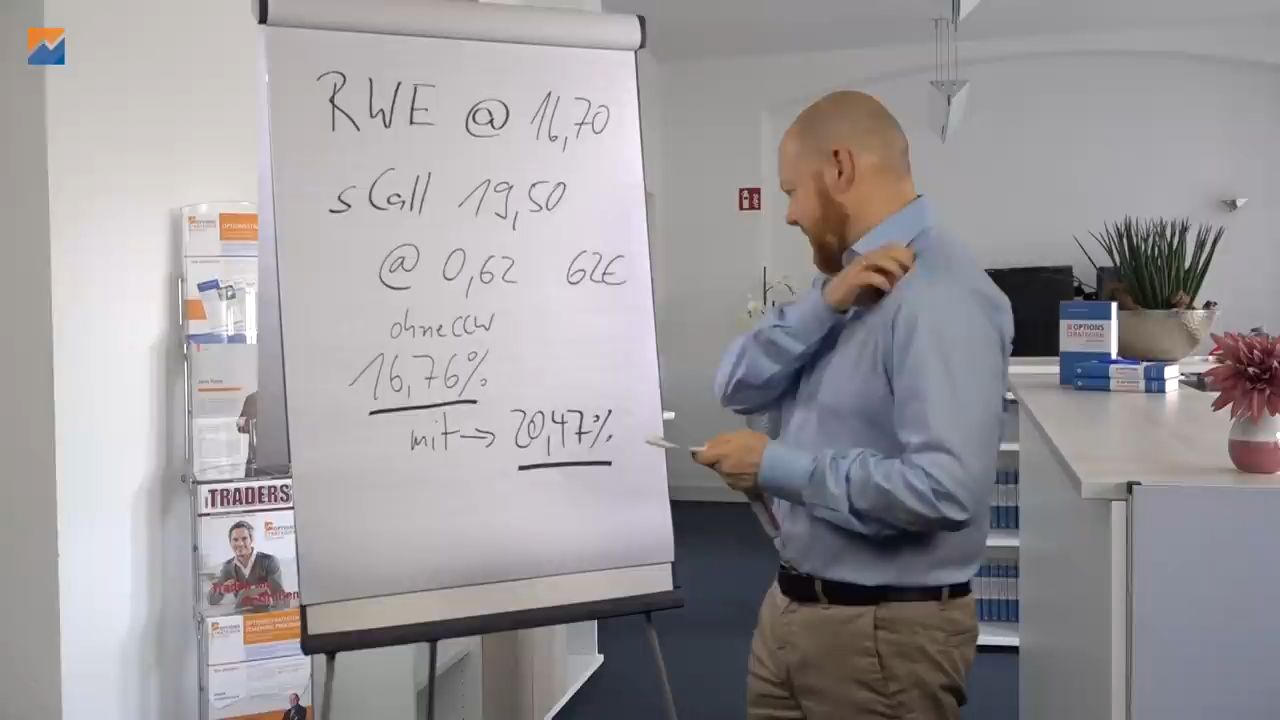 RWE @ 16,70
sCall 19,50
@ 0,62 62€
ohne CCW
16,76%
mit → 20,47%
TRADERS
OPTIONS
STRATEGIEN